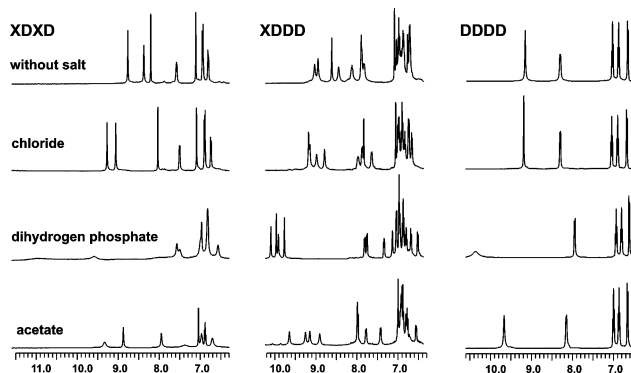 XDXD XDDD DDDD
without salt
chloride
dihydrogen phosphate
acetate
11.0 10.0 9.0 8.0 7.0 10.0 9.0 8.0 7.0 10.0 9.0 8.0 7.0